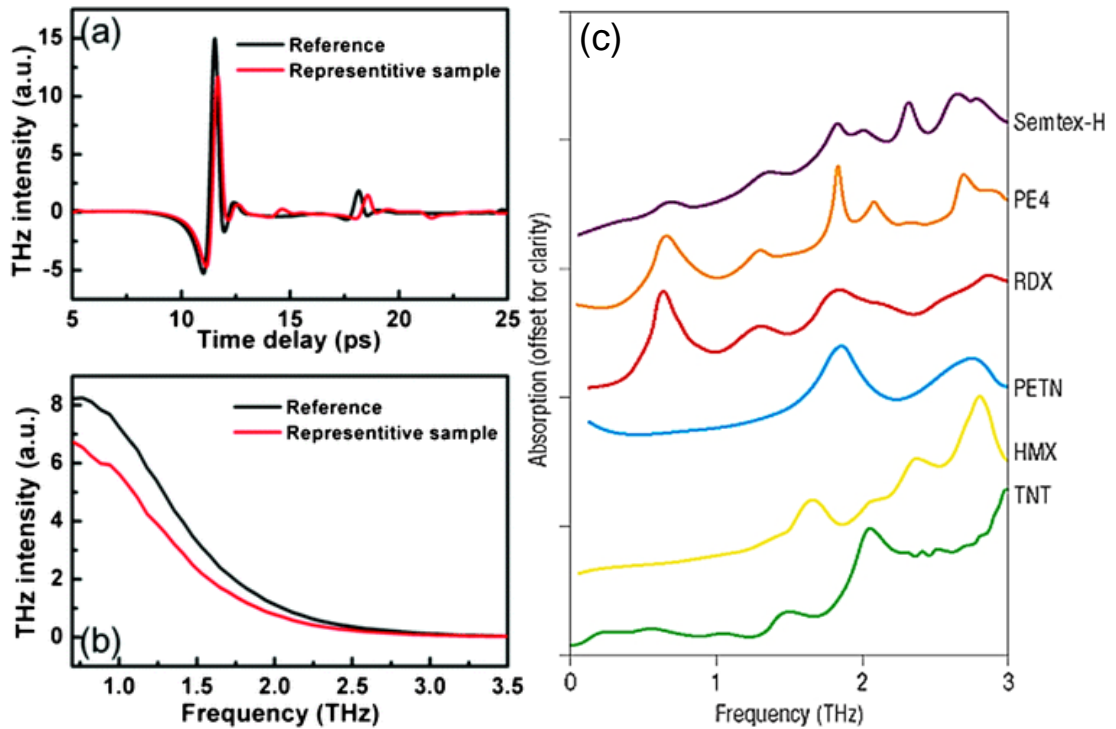 (a)
Reference
Representitive sample
THz intensity (a.u.)
15
10
5
0
-5
5 10 15 20 25
Time delay (ps)
(b)
Reference
Representitive sample
THz intensity (a.u.)
8
6
4
2
0
1.0 1.5 2.0 2.5 3.0 3.5
Frequency (THz)
(c)
Absorption (offset for clarity)
Semtex-H
PE4
RDX
PETN
HMX
TNT
0 1 2 3
Frequency (THz)